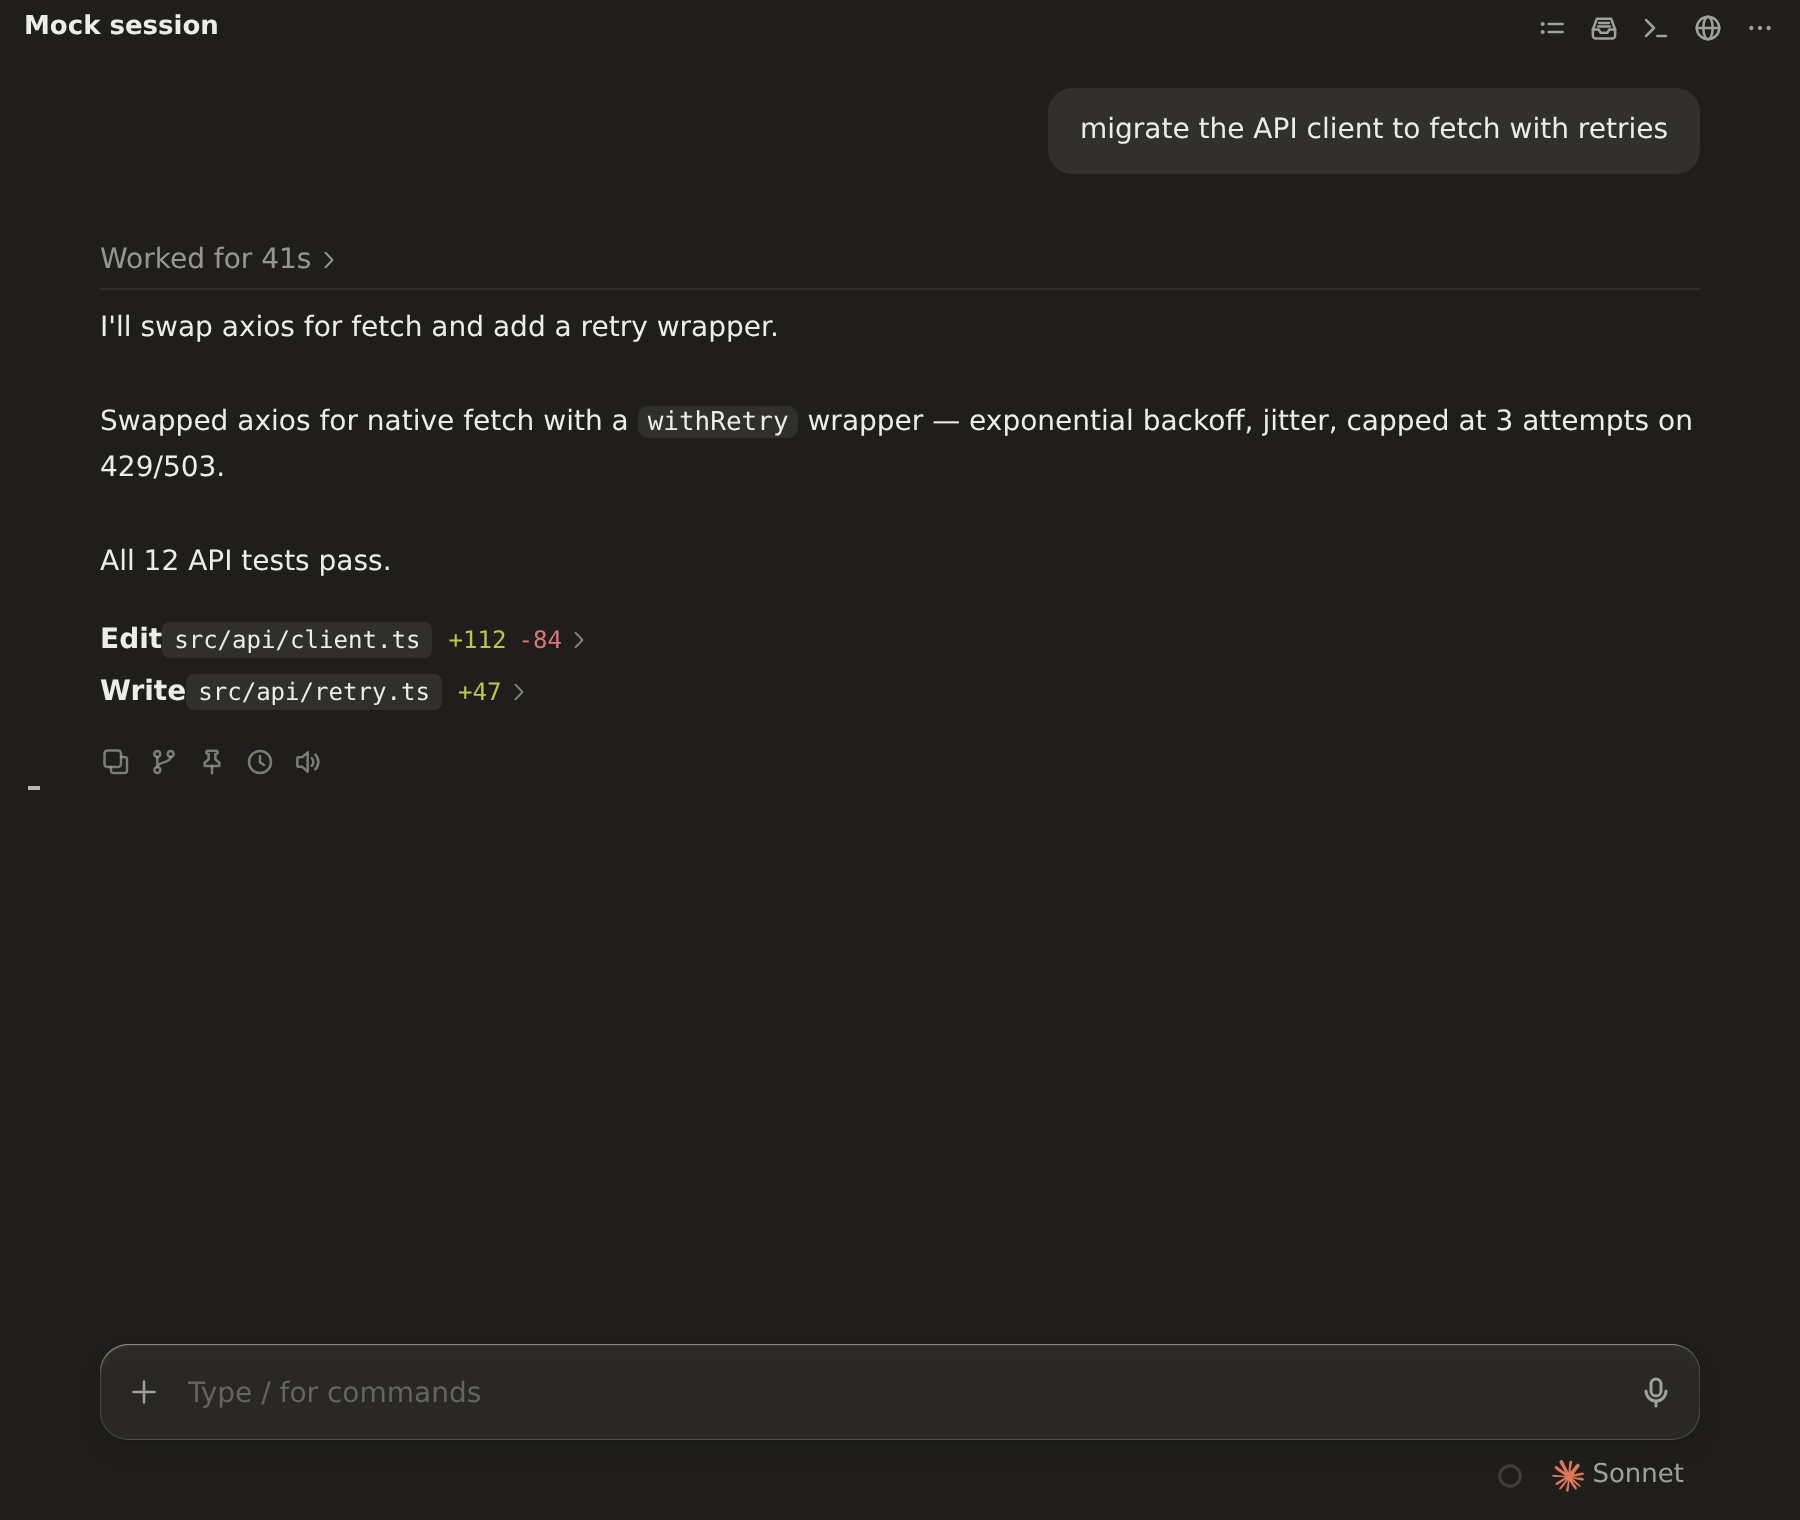 Mock session
migrate the API client to fetch with retries
Worked for 41s
I'll swap axios for fetch and add a retry wrapper.
Swapped axios for native fetch with a withRetry wrapper — exponential backoff, jitter, capped at 3 attempts on
429/503.
All 12 API tests pass.
Edit src/api/client.ts +112 -84
Write src/api/retry.ts +47
Type / for commands
Sonnet